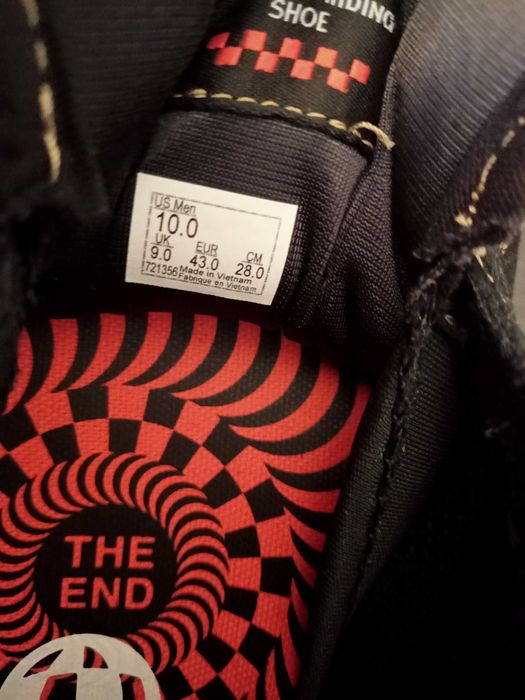 SHOE
US Men
10.0
UK EUR CM
9.0 43.0 28.0
721356 Made in Vietnam
Fabrique en Vietnam
THE
END